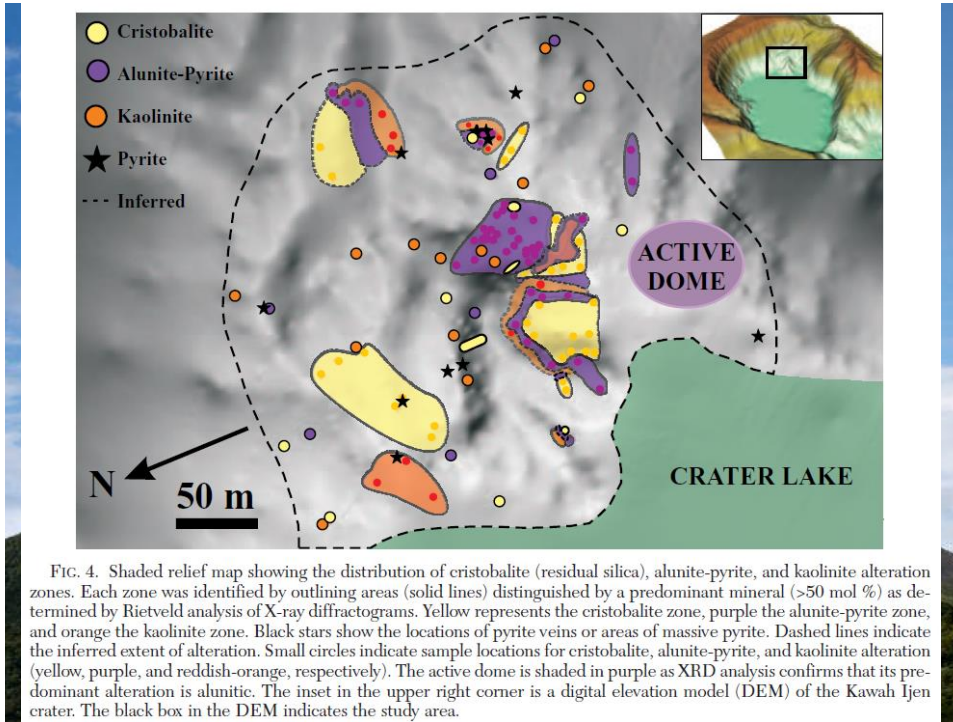 Cristobalite
Alunite-Pyrite
Kaolinite
Pyrite
Inferred
ACTIVE
DOME
CRATER LAKE
N
50 m
FIG. 4. Shaded relief map showing the distribution of cristobalite (residual silica), alunite-pyrite, and kaolinite alteration
zones. Each zone was identified by outlining areas (solid lines) distinguished by a predominant mineral (>50 mol %) as de-
termined by Rietveld analysis of X-ray diffractograms. Yellow represents the cristobalite zone, purple the alunite-pyrite zone,
and orange the kaolinite zone. Black stars show the locations of pyrite veins or areas of massive pyrite. Dashed lines indicate
the inferred extent of alteration. Small circles indicate sample locations for cristobalite, alunite-pyrite, and kaolinite alteration
(yellow, purple, and reddish-orange, respectively). The active dome is shaded in purple as XRD analysis confirms that its pre-
dominant alteration is alunitic. The inset in the upper right corner is a digital elevation model (DEM) of the Kawah Ijen
crater. The black box in the DEM indicates the study area.